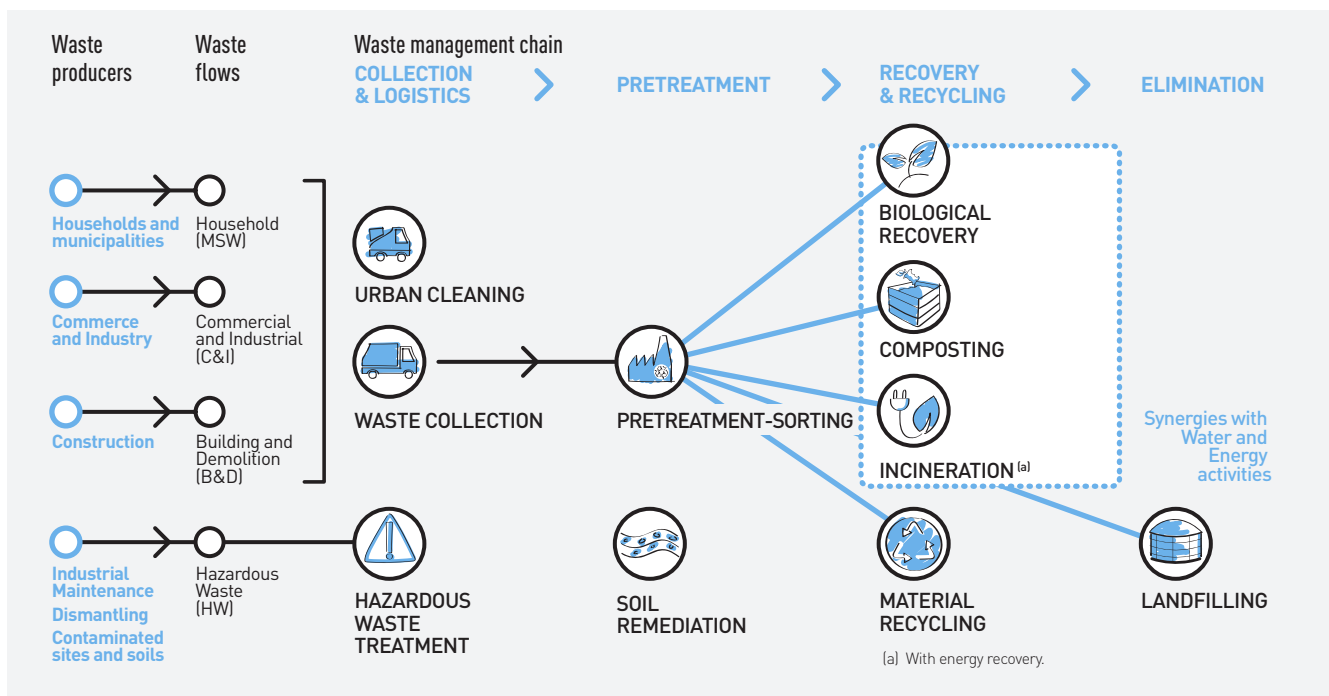 Waste
producers
Waste
flows
Waste management chain
COLLECTION
& LOGISTICS
PRETREATMENT
RECOVERY
& RECYCLING
ELIMINATION
Households and
municipalities
Household
(MSW)
Commerce
and Industry
Commercial
and Industrial
(C&I)
Construction
Building and
Demolition
(B&D)
Industrial
Maintenance
Dismantling
Contaminated
sites and soils
Hazardous
Waste
(HW)
URBAN CLEANING
WASTE COLLECTION
HAZARDOUS
WASTE
TREATMENT
PRETREATMENT-SORTING
SOIL
REMEDIATION
BIOLOGICAL
RECOVERY
COMPOSTING
INCINERATION (a)
MATERIAL
RECYCLING
(a) With energy recovery.
Synergies with
Water and
Energy
activities
LANDFILLING